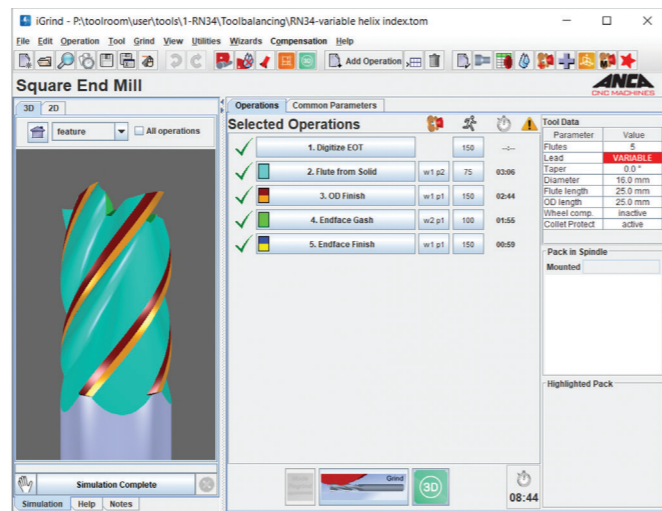 iGrind - P:\toolroom\user\tools\1-RN34\Toolbalancing\RN34-variable helix index.tom
File Edit Operation Tool Grind View Utilities Wizards Compensation Help
Add Operation
Square End Mill
ANCA
CNC MACHINES
3D 2D
feature All operations
Operations Common Parameters
Selected Operations
1. Digitize EOT 150 --:--
2. Flute from Solid w1 p2 75 03:06
3. OD Finish w1 p1 150 02:44
4. Endface Gash w2 p1 100 01:55
5. Endface Finish w1 p1 150 00:59
Tool Data
Parameter Value
Flutes 5
Lead VARIABLE
Taper 0.0 °
Diameter 16.0 mm
Flute length 25.0 mm
OD length 25.0 mm
Wheel comp. inactive
Collet Protect active
Pack in Spindle
Mounted
Highlighted Pack
Simulation Complete
Grind
3D
08:44
Simulation Help Notes